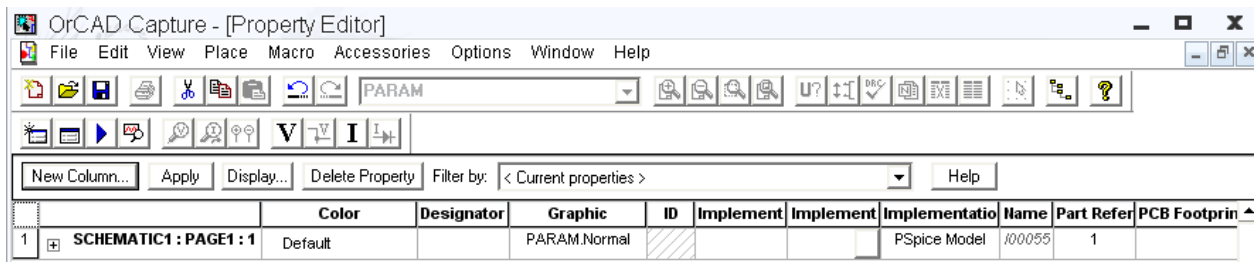 OrCAD Capture - [Property Editor]
File Edit View Place Macro Accessories Options Window Help
PARAM U? DRC
V V I I
New Column... Apply Display... Delete Property Filter by: < Current properties > Help
Color Designator Graphic ID Implement Implement Implementatio Name Part Refer PCB Footprin
1 SCHEMATIC1 : PAGE1 : 1 Default PARAM.Normal PSpice Model I00055 1